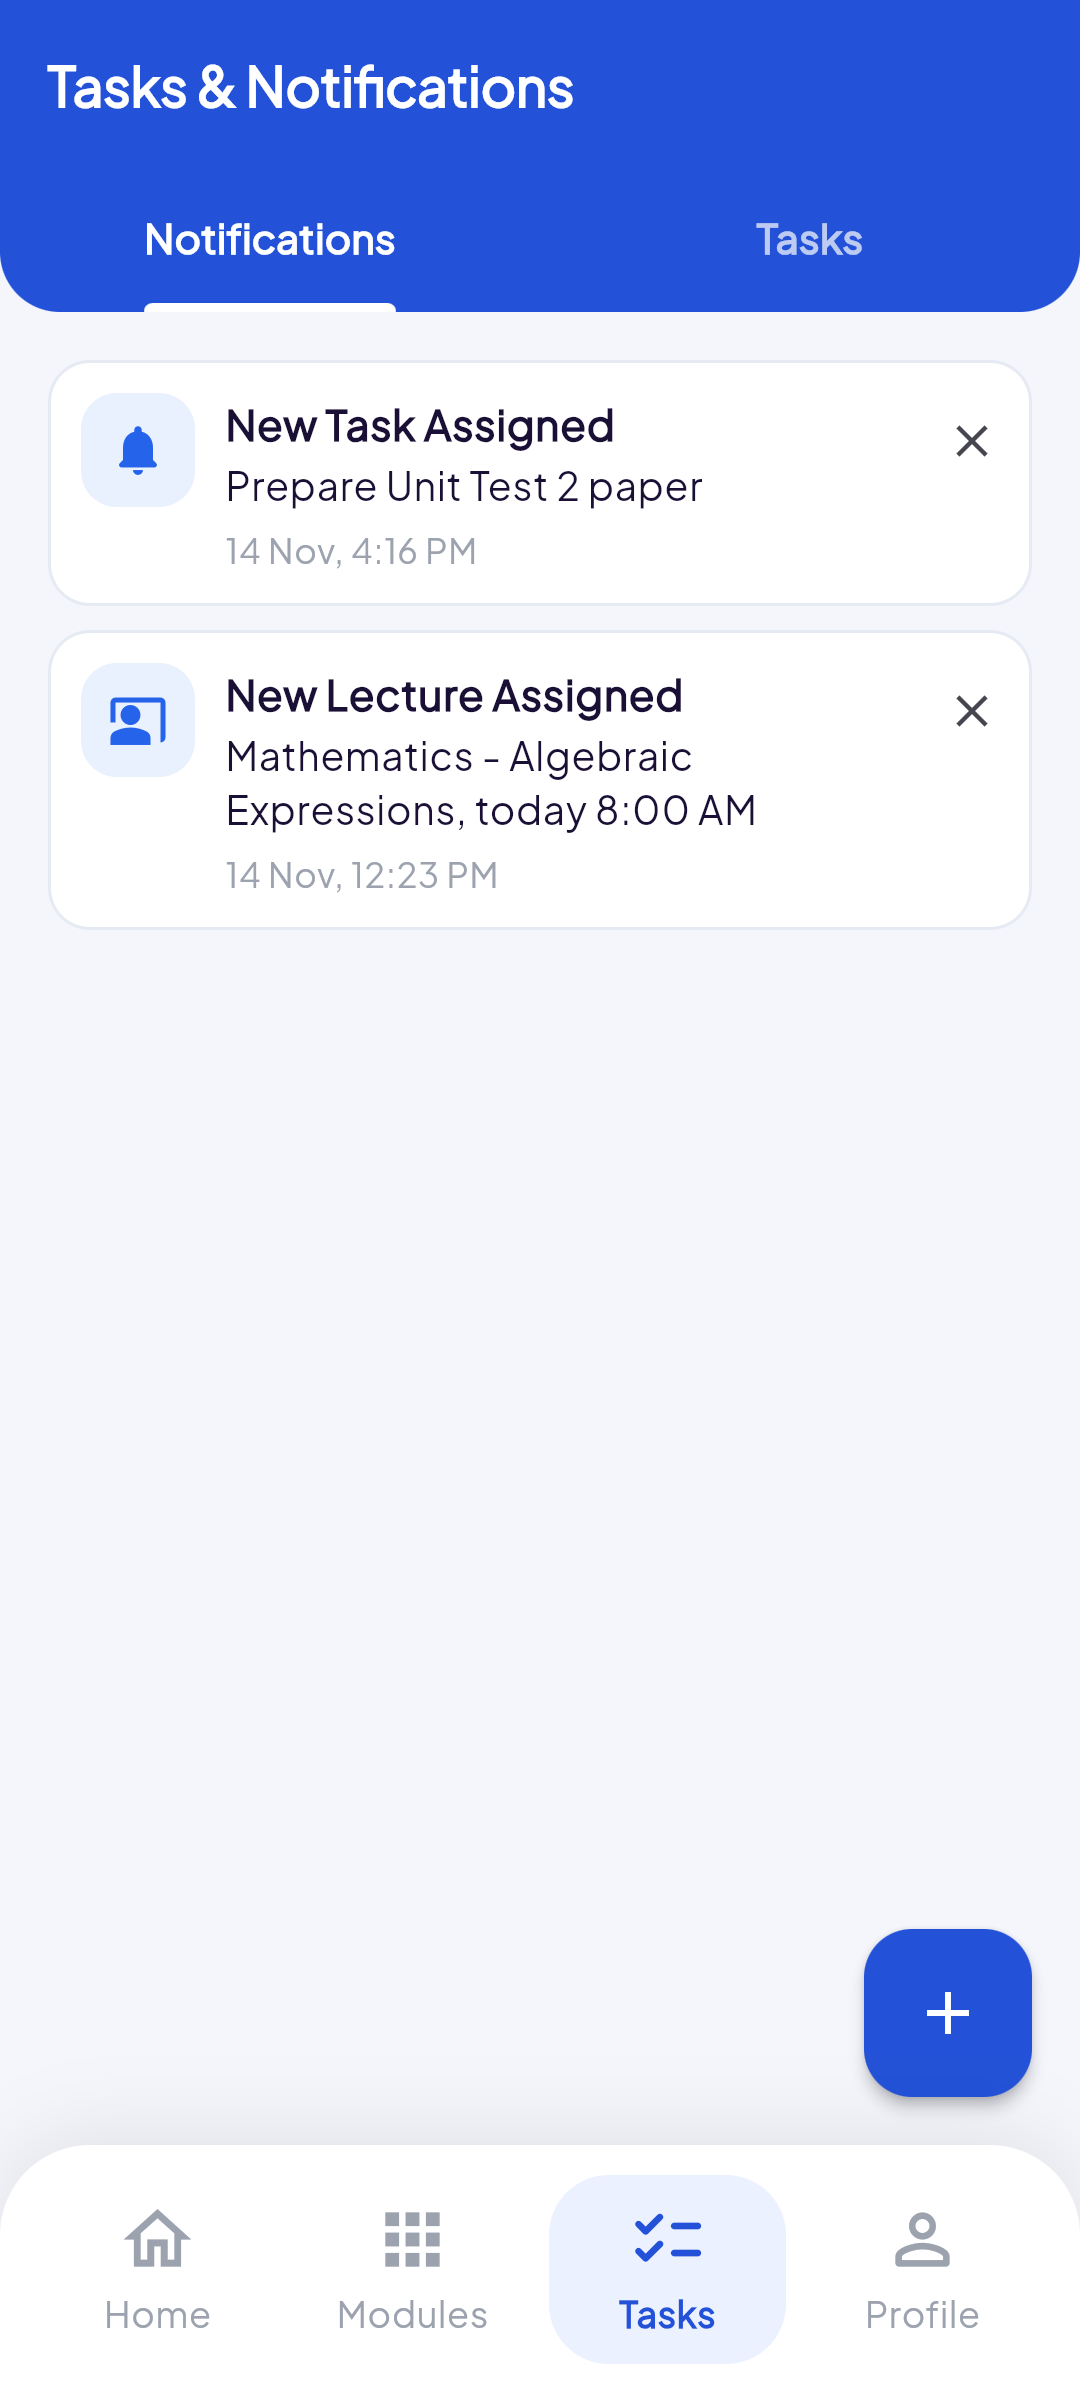 Tasks & Notifications
Notifications
Tasks
New Task Assigned
Prepare Unit Test 2 paper
14 Nov, 4:16 PM
New Lecture Assigned
Mathematics - Algebraic
Expressions, today 8:00 AM
14 Nov, 12:23 PM
Home
Modules
Tasks
Profile